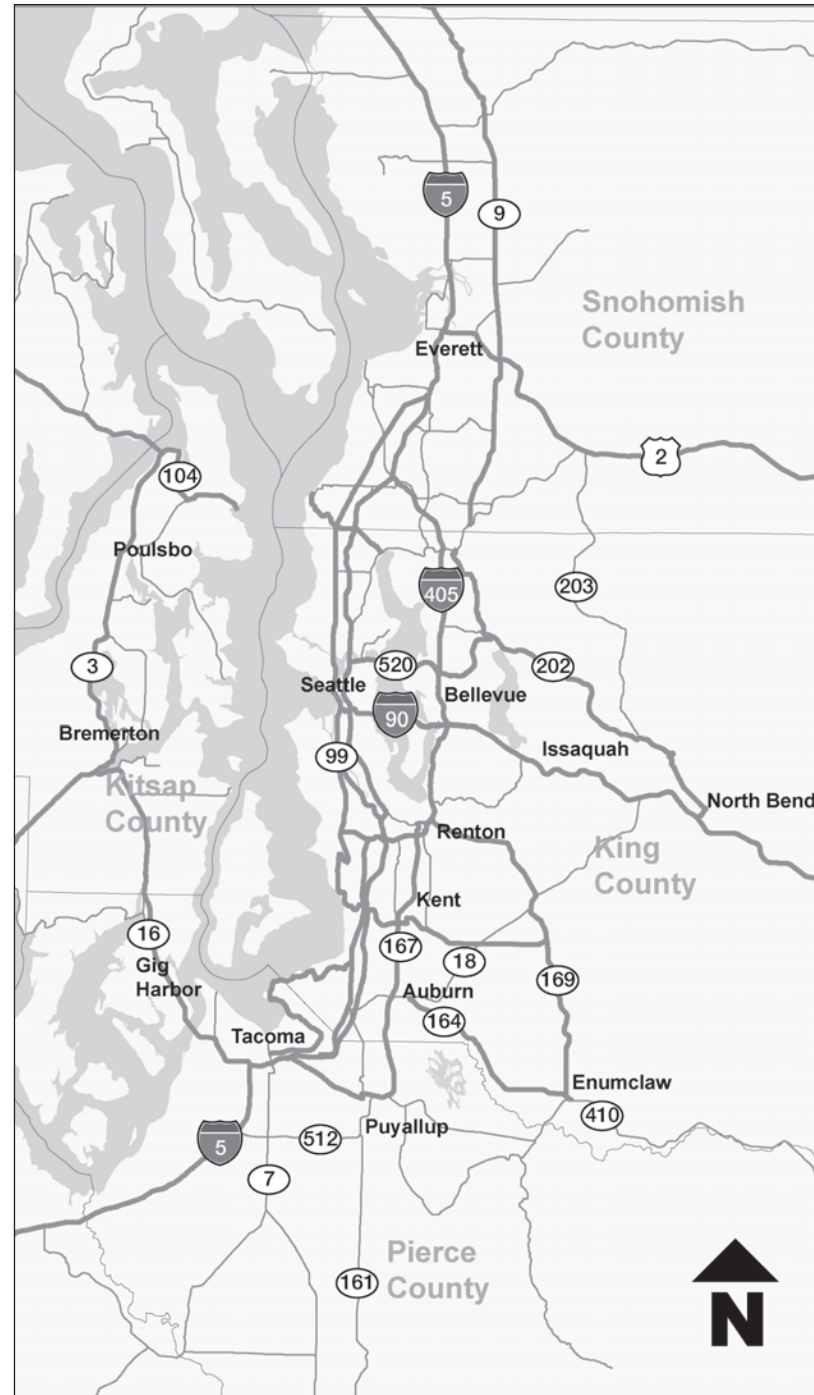 5
9
Snohomish
County
Everett
2
104
Poulsbo
405
203
3
520
202
Seattle
Bellevue
90
Bremerton
99
Issaquah
Kitsap
County
North Bend
Renton
King
County
Kent
16
167
18
Gig
Harbor
169
Auburn
164
Tacoma
Enumclaw
410
Puyallup
5
512
7
Pierce
County
161
N